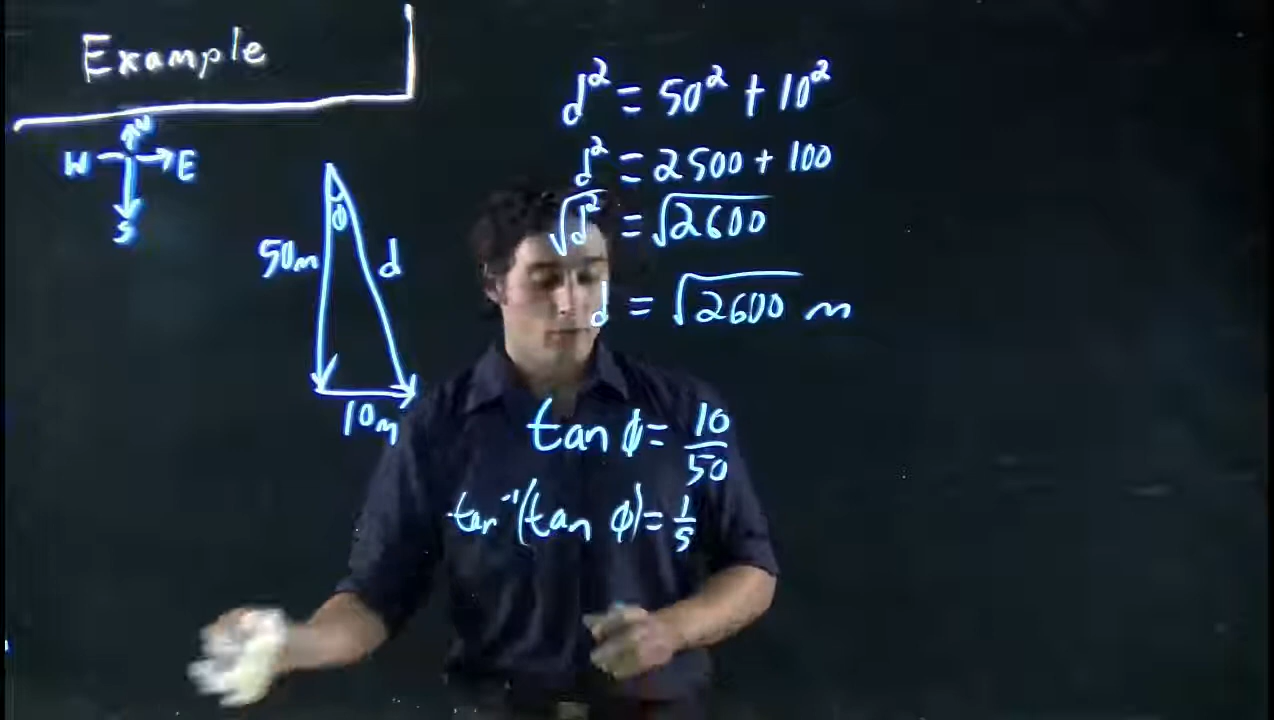 Example
N
W E
S
50m
ϕ
d
10m
d² = 50² + 10²
d² = 2500 + 100
√d² = √2600
d = √2600 m
tan ϕ = 10/50
tan⁻¹(tan ϕ) = 1/5